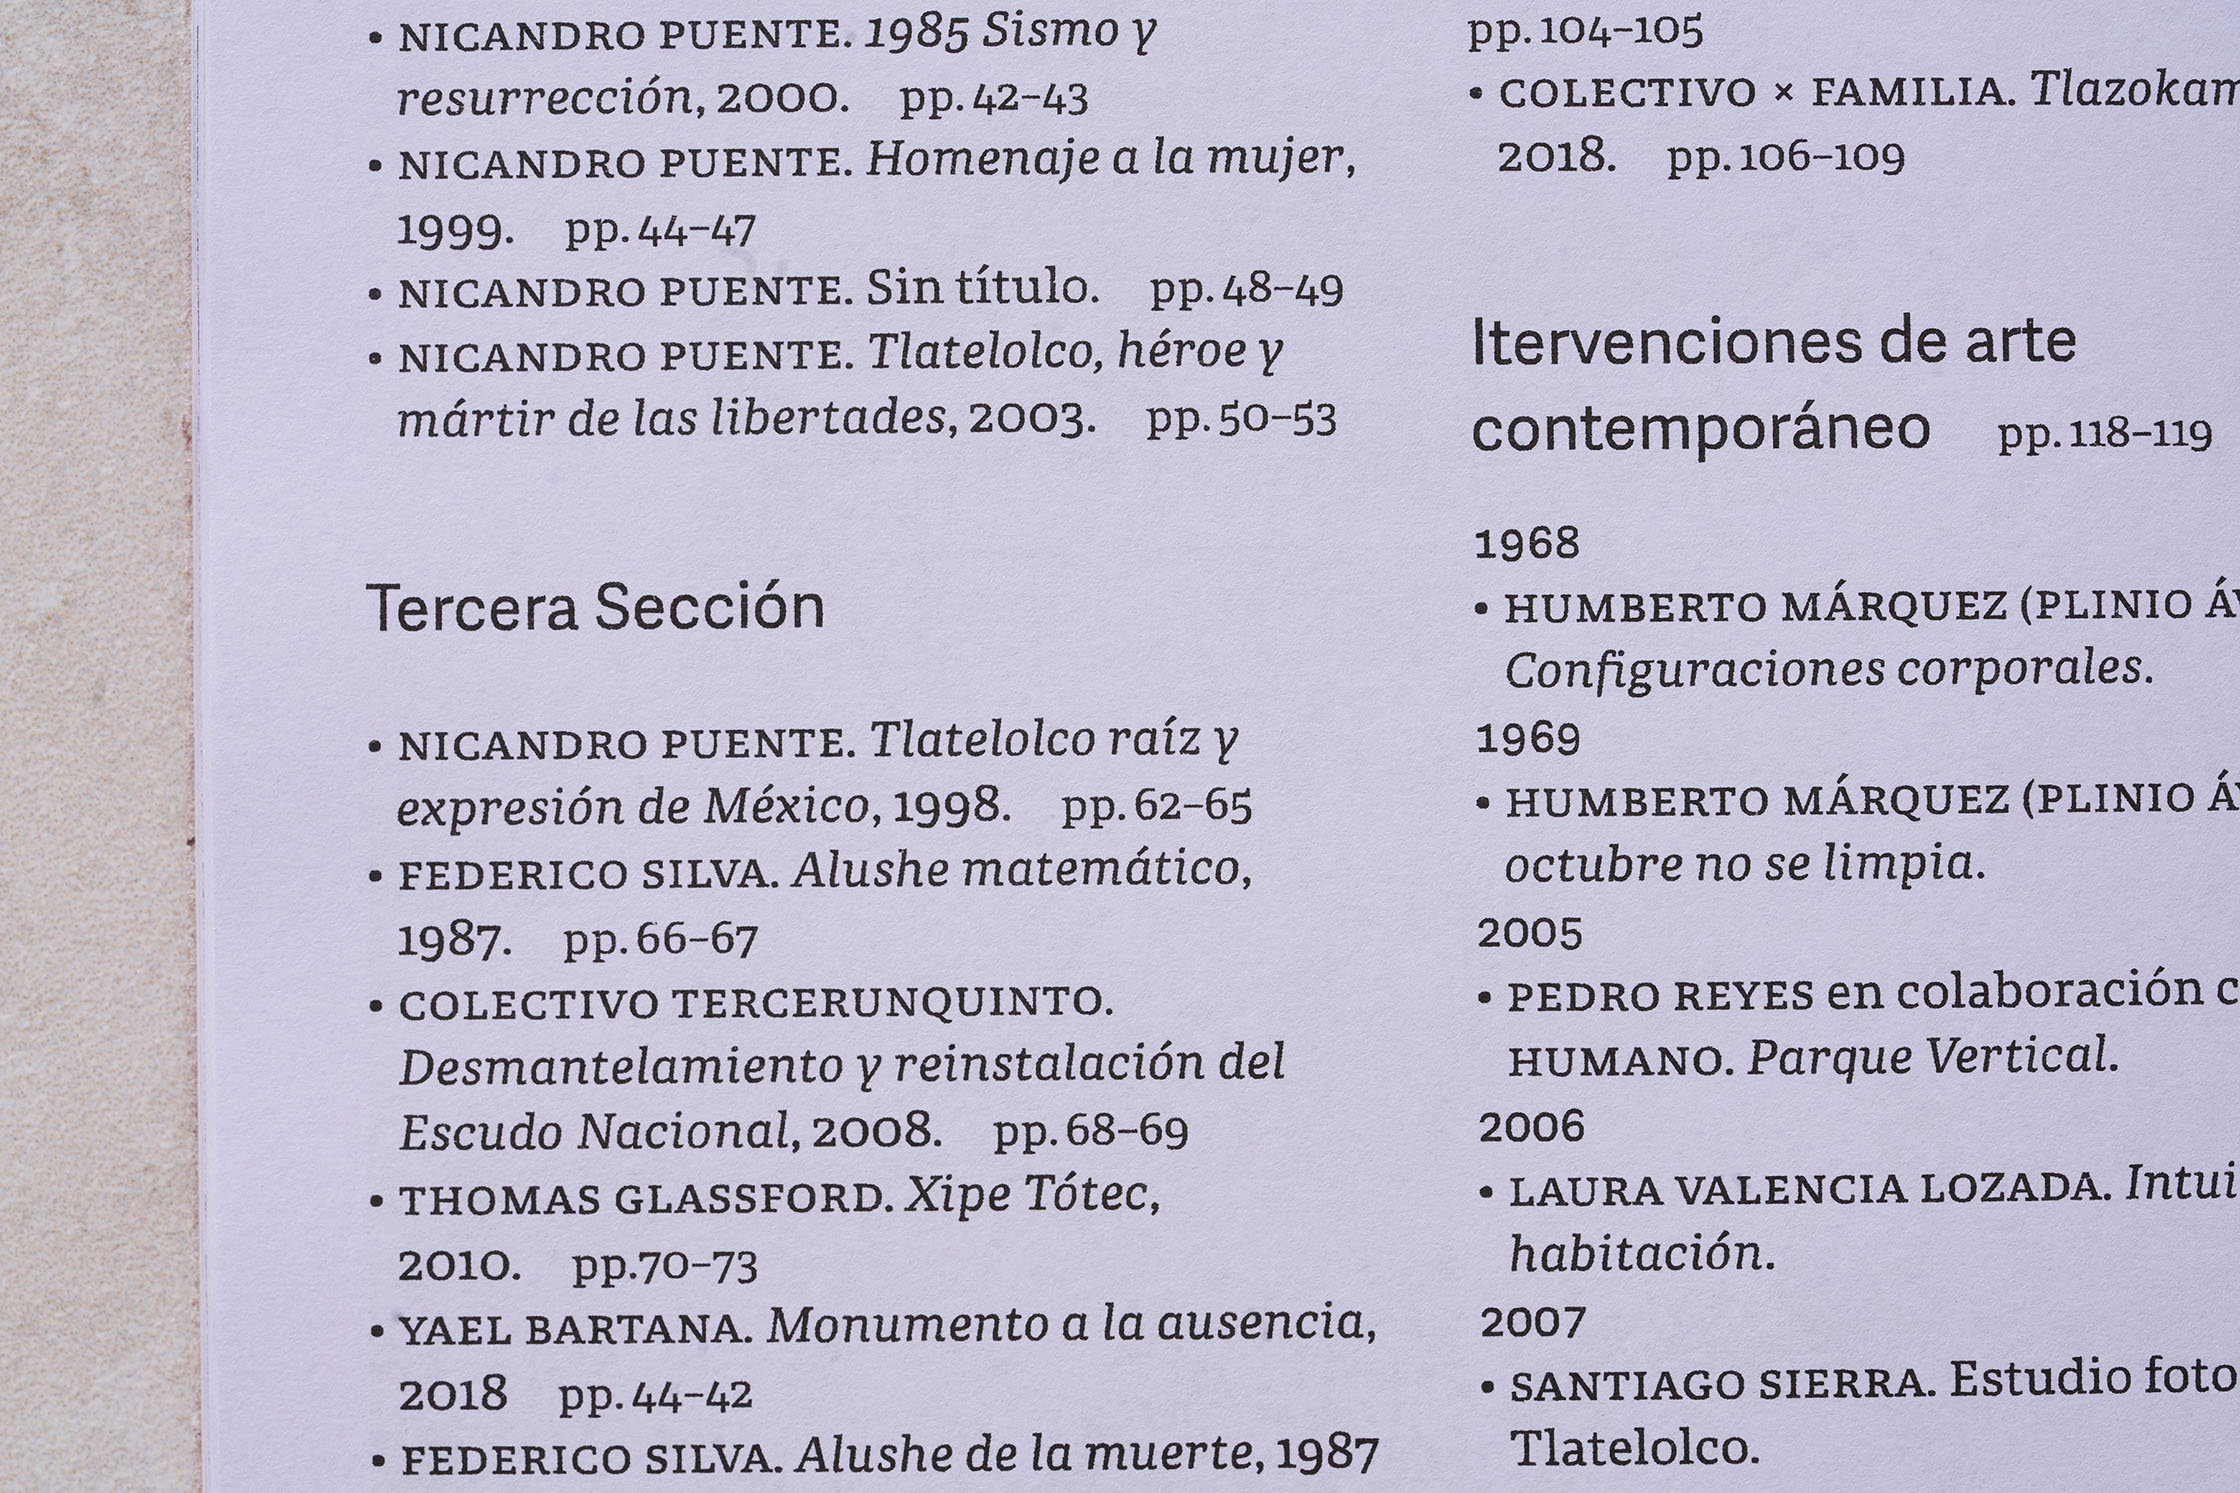 • NICANDRO PUENTE. 1985 Sismo y
resurrección, 2000. pp. 42–43
• NICANDRO PUENTE. Homenaje a la mujer,
1999. pp. 44–47
• NICANDRO PUENTE. Sin título. pp. 48–49
• NICANDRO PUENTE. Tlatelolco, héroe y
mártir de las libertades, 2003. pp. 50–53
Tercera Sección
• NICANDRO PUENTE. Tlatelolco raíz y
expresión de México, 1998. pp. 62–65
• FEDERICO SILVA. Alushe matemático,
1987. pp. 66–67
• COLECTIVO TERCERUNQUINTO.
Desmantelamiento y reinstalación del
Escudo Nacional, 2008. pp. 68–69
• THOMAS GLASSFORD. Xipe Tótec,
2010. pp.70–73
• YAEL BARTANA. Monumento a la ausencia,
2018 pp. 44–42
• FEDERICO SILVA. Alushe de la muerte, 1987
pp. 104–105
• COLECTIVO × FAMILIA. Tlazokam
2018. pp. 106–109
Itervenciones de arte
contemporáneo pp. 118–119
1968
• HUMBERTO MÁRQUEZ (PLINIO
Configuraciones corporales.
1969
• HUMBERTO MÁRQUEZ (PLINIO
octubre no se limpia.
2005
• PEDRO REYES en colaboración
HUMANO. Parque Vertical.
2006
• LAURA VALENCIA LOZADA. Intui
habitación.
2007
• SANTIAGO SIERRA. Estudio foto
Tlatelolco.